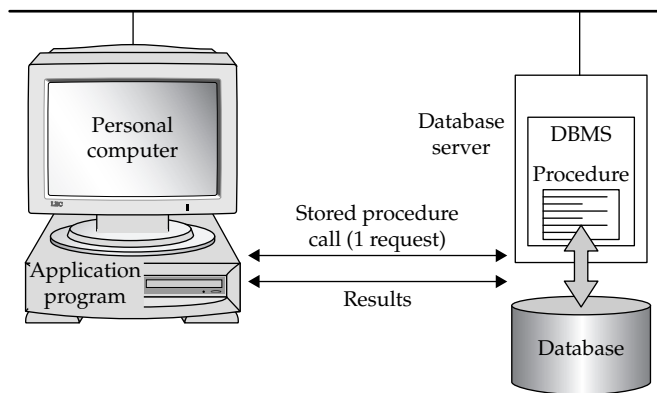 Personal
computer
Database
server
DBMS
Procedure
Stored procedure
call (1 request)
Application
program
Results
Database